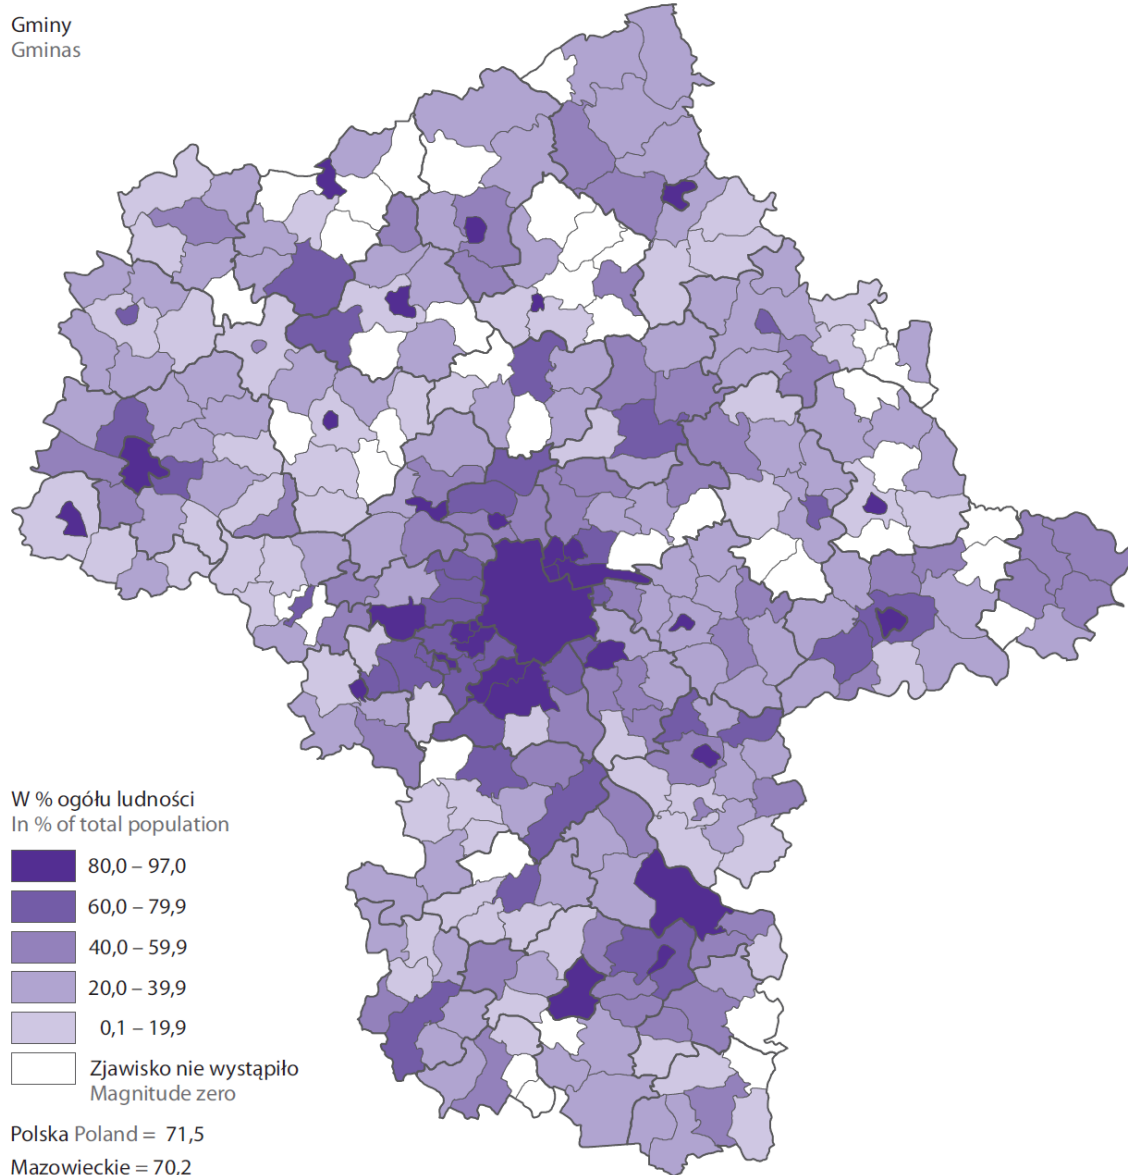 Gminy
Gminas
W % ogółu ludności
In % of total population
80,0 – 97,0
60,0 – 79,9
40,0 – 59,9
20,0 – 39,9
0,1 – 19,9
Zjawisko nie wystąpiło
Magnitude zero
Polska Poland = 71,5
Mazowieckie = 70,2